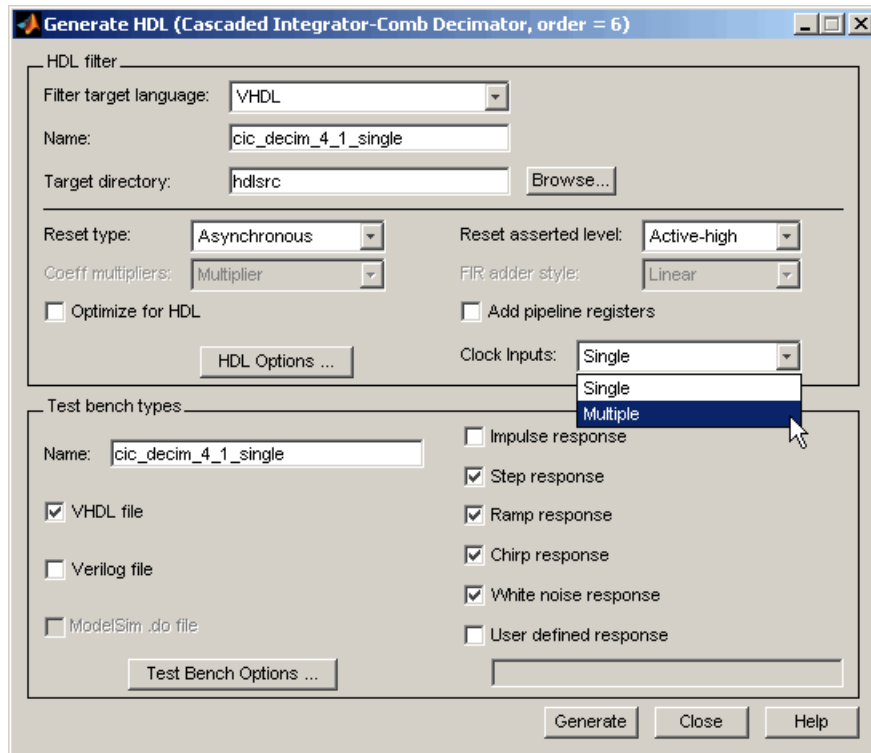 Generate HDL (Cascaded Integrator-Comb Decimator, order = 6)
HDL filter
Filter target language: VHDL
Name: cic_decim_4_1_single
Target directory: hdlsrc Browse...
Reset type: Asynchronous Reset asserted level: Active-high
Coeff multipliers: Multiplier FIR adder style: Linear
Optimize for HDL Add pipeline registers
HDL Options ... Clock Inputs: Single
Single
Multiple
Test bench types
Name: cic_decim_4_1_single
VHDL file
Verilog file
ModelSim .do file
Test Bench Options ...
Impulse response
Step response
Ramp response
Chirp response
White noise response
User defined response
Generate Close Help